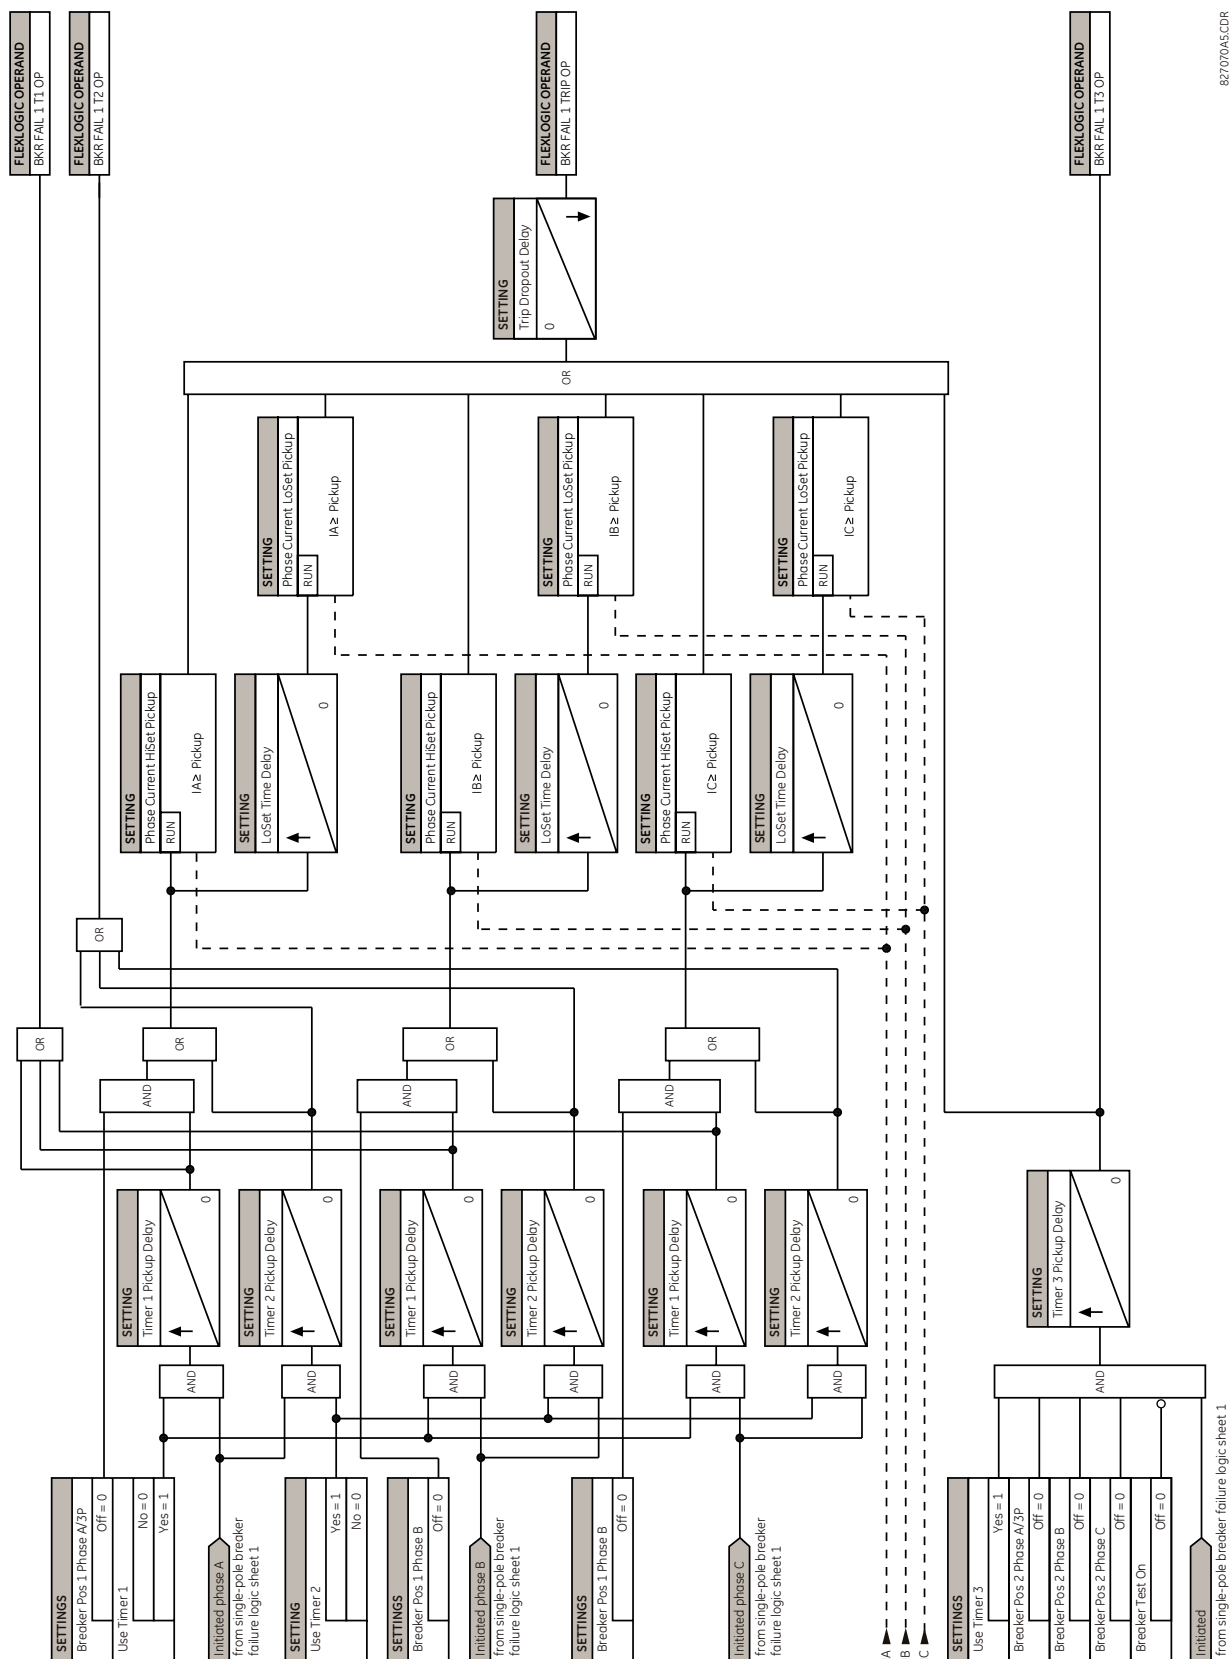 SETTINGS
Breaker Pos 1 Phase A/3P
Off = 0
Use Timer 1
No = 0
Yes = 1
Initiated phase A
from single-pole breaker
failure logic sheet 1
SETTING
Use Timer 2
Yes = 1
No = 0
SETTINGS
Breaker Pos 1 Phase B
Off = 0
Initiated phase B
from single-pole breaker
failure logic sheet 1
SETTINGS
Breaker Pos 1 Phase B
Off = 0
Initiated phase C
from single-pole breaker
failure logic sheet 1
A
B
C
SETTINGS
Use Timer 3
Yes = 1
Breaker Pos 2 Phase A/3P
Off = 0
Breaker Pos 2 Phase B
Off = 0
Breaker Pos 2 Phase C
Off = 0
Breaker Test On
Off = 0
Initiated
from single-pole breaker failure logic sheet 1
AND
AND
AND
AND
AND
AND
AND
SETTING
Timer 1 Pickup Delay
0
SETTING
Timer 2 Pickup Delay
0
SETTING
Timer 1 Pickup Delay
0
SETTING
Timer 2 Pickup Delay
0
SETTING
Timer 1 Pickup Delay
0
SETTING
Timer 2 Pickup Delay
0
SETTING
Timer 3 Pickup Delay
0
AND
AND
AND
OR
OR
OR
OR
OR
SETTING
Phase Current HiSet Pickup
RUN
IA ≥ Pickup
SETTING
LoSet Time Delay
0
SETTING
Phase Current HiSet Pickup
RUN
IB ≥ Pickup
SETTING
LoSet Time Delay
0
SETTING
Phase Current HiSet Pickup
RUN
IC ≥ Pickup
SETTING
LoSet Time Delay
0
SETTING
Phase Current LoSet Pickup
RUN
IA ≥ Pickup
SETTING
Phase Current LoSet Pickup
RUN
IB ≥ Pickup
SETTING
Phase Current LoSet Pickup
RUN
IC ≥ Pickup
OR
SETTING
Trip Dropout Delay
0
FLEXLOGIC OPERAND
BKR FAIL 1 T1 OP
FLEXLOGIC OPERAND
BKR FAIL 1 T2 OP
FLEXLOGIC OPERAND
BKR FAIL 1 TRIP OP
FLEXLOGIC OPERAND
BKR FAIL 1 T3 OP
827070A5.CDR